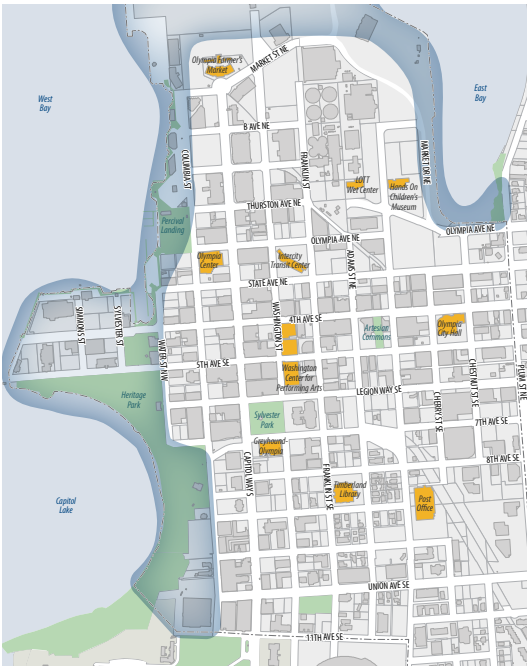 Olympia Farmer's
Market
MARKET ST NE
West
Bay
East
Bay
B AVE NE
COLUMBIA ST
FRANKLIN ST
MARKET DR NE
LOTT
Wet Center
Hands On
Children's
Museum
THURSTON AVE NE
Percival
Landing
OLYMPIA AVE NE
OLYMPIA AVE NE
Olympia
Center
Intercity
Transit Center
ADAMS ST NE
STATE AVE NE
SIMMONS ST
SYLVESTER ST
WASHINGTON ST
4TH AVE SE
Artesian
Commons
Olympia
City Hall
WATER ST NW
5TH AVE SE
Washington
Center for
Performing Arts
CHESTNUT ST SE
PLUM ST NE
Heritage
Park
LEGION WAY SE
CHERRY ST SE
Sylvester
Park
7TH AVE SE
Greyhound-
Olympia
CAPITOL WAY S
8TH AVE SE
FRANKLIN ST SE
Timberland
Library
Post
Office
Capitol
Lake
UNION AVE SE
11TH AVE SE